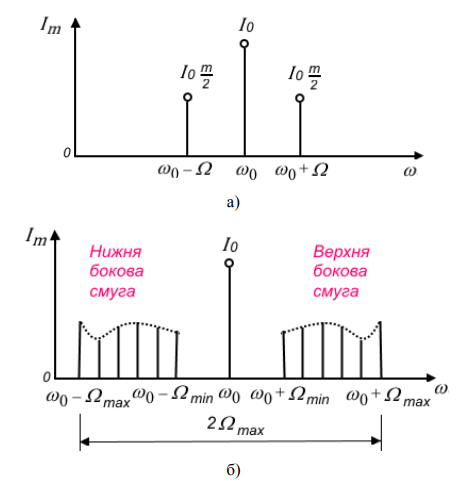 Im
I0
I0 m/2
I0 m/2
0
ω0 – Ω
ω0
ω0 + Ω
ω
а)
Im
Нижня
бокова
смуга
I0
Верхня
бокова
смуга
0
ω0 – Ωmax
ω0 – Ωmin
ω0
ω0 + Ωmin
ω0 + Ωmax
ω
2Ωmax
б)